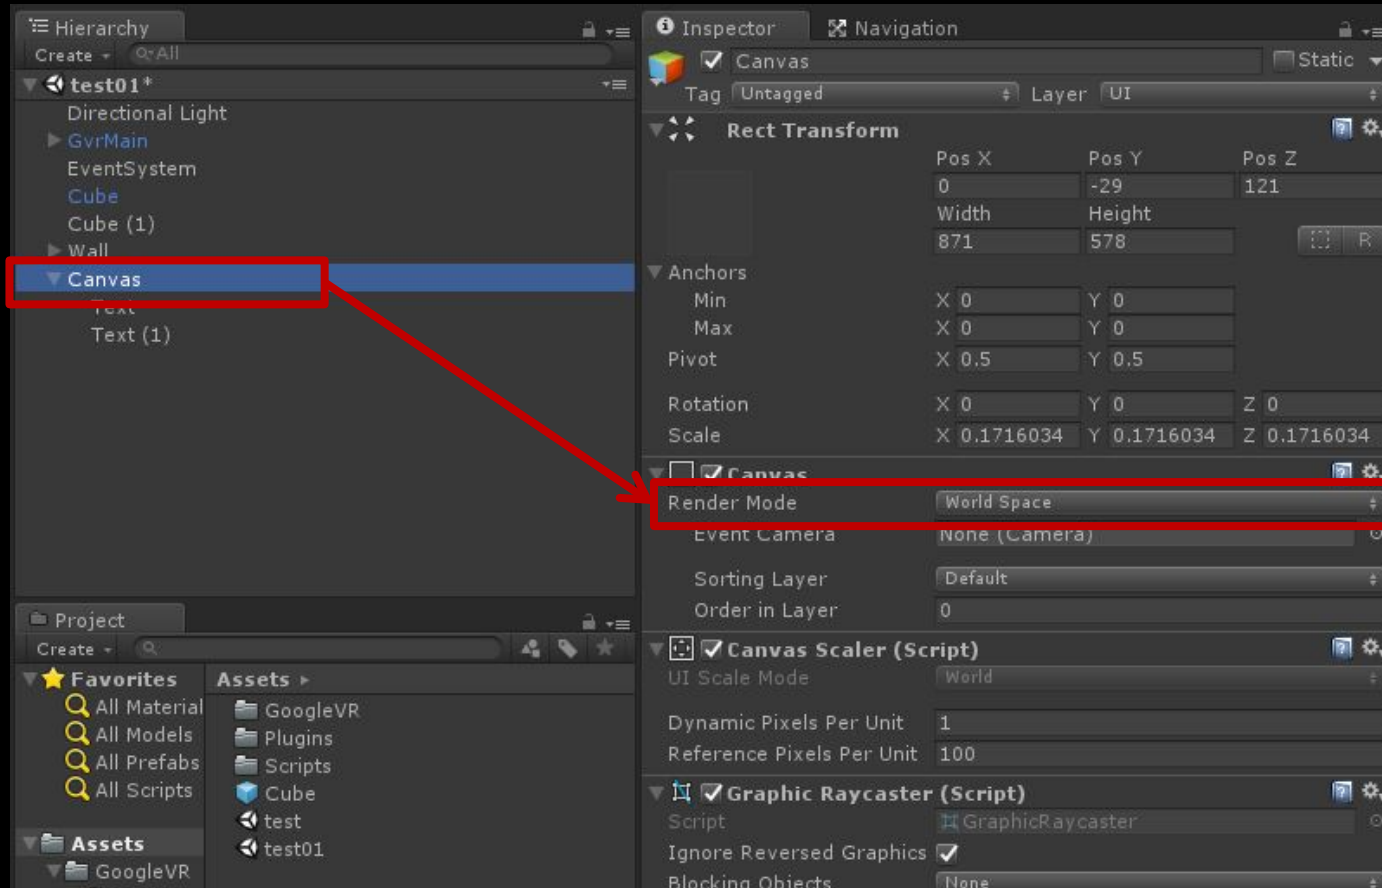 Hierarchy
Create All
test01*
Directional Light
GvrMain
EventSystem
Cube
Cube (1)
Wall
Canvas
Text
Text (1)
Project
Create
Favorites
All Material
All Models
All Prefabs
All Scripts
Assets
GoogleVR
Assets
GoogleVR
Plugins
Scripts
Cube
test
test01
Inspector Navigation
Canvas Static
Tag Untagged Layer UI
Rect Transform
Pos X Pos Y Pos Z
0 -29 121
Width Height
871 578
R
Anchors
Min X 0 Y 0
Max X 0 Y 0
Pivot X 0.5 Y 0.5
Rotation X 0 Y 0 Z 0
Scale X 0.1716034 Y 0.1716034 Z 0.1716034
Canvas
Render Mode World Space
Event Camera None (Camera)
Sorting Layer Default
Order in Layer 0
Canvas Scaler (Script)
UI Scale Mode World
Dynamic Pixels Per Unit 1
Reference Pixels Per Unit 100
Graphic Raycaster (Script)
Script GraphicRaycaster
Ignore Reversed Graphics
Blocking Objects None